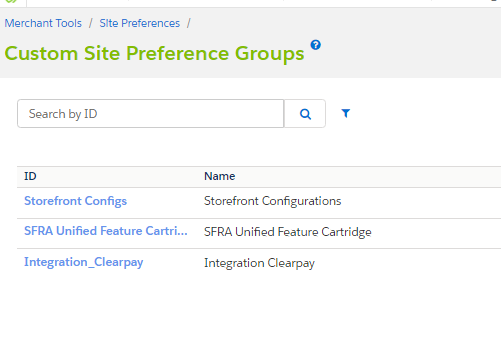 Merchant Tools / Site Preferences /
Custom Site Preference Groups ?
Search by ID
ID Name
Storefront Configs Storefront Configurations
SFRA Unified Feature Cartri... SFRA Unified Feature Cartridge
Integration_Clearpay Integration Clearpay